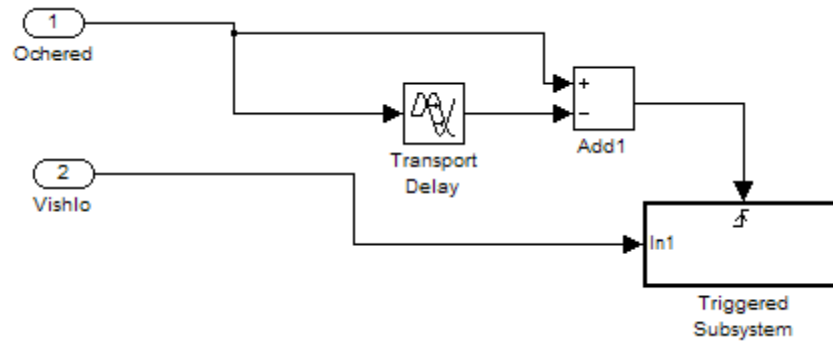 1
Ochered
+
−
Add1
Transport
Delay
2
Vishlo
In1
Triggered
Subsystem